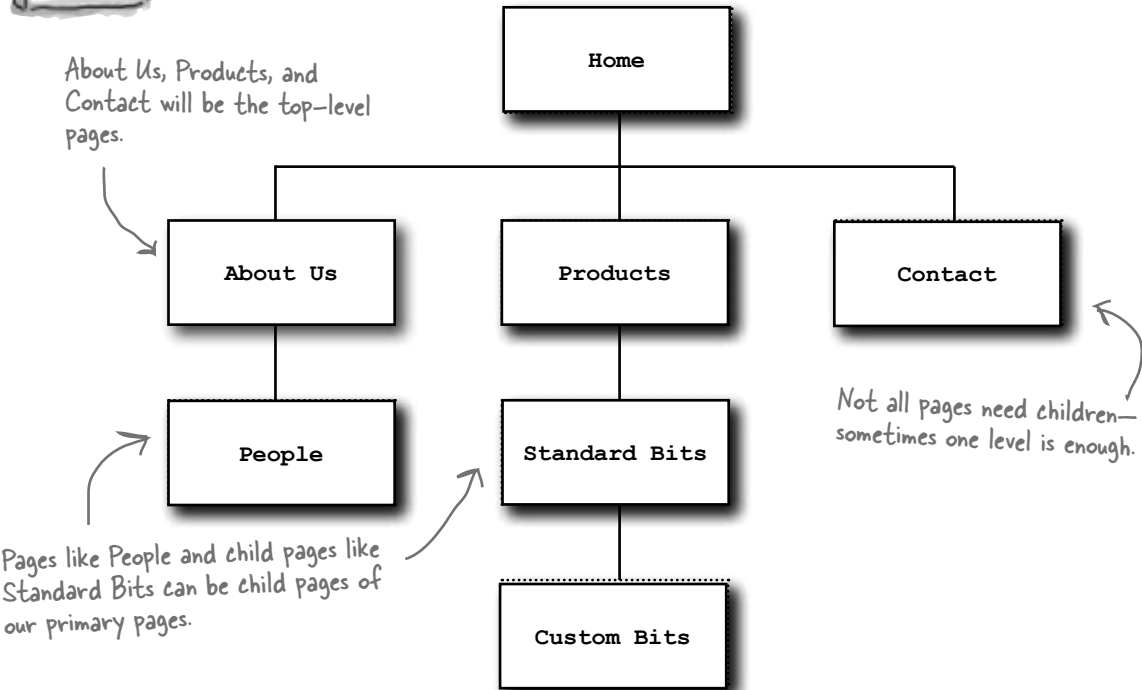 Home
About Us, Products, and
Contact will be the top-level
pages.
About Us
Products
Contact
People
Standard Bits
Not all pages need children—
sometimes one level is enough.
Pages like People and child pages like
Standard Bits can be child pages of
our primary pages.
Custom Bits